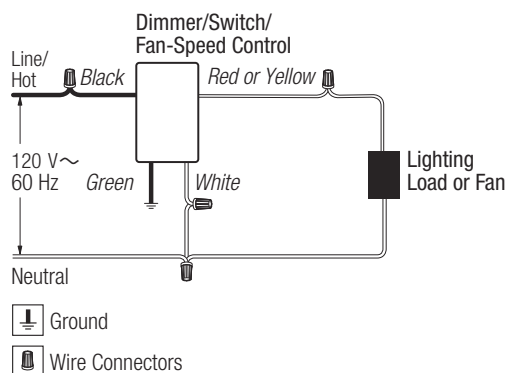 Dimmer/Switch/
Fan-Speed Control
Line/
Hot
Black
Red or Yellow
120 V~
60 Hz
Green
White
Lighting
Load or Fan
Neutral
Ground
Wire Connectors